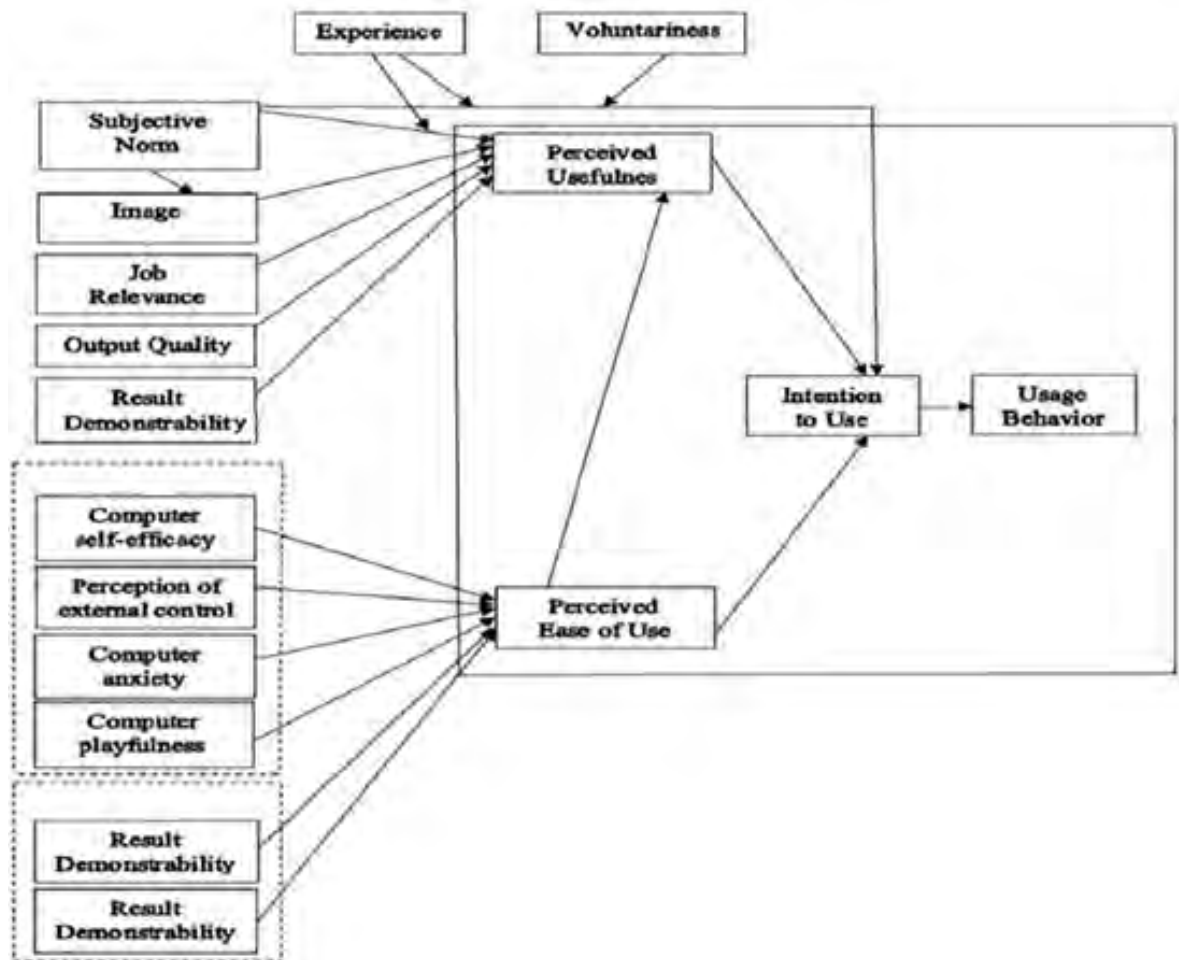 Experience
Voluntariness
Subjective
Norm
Perceived
Usefulnes
Image
Job
Relevance
Output Quality
Result
Demonstrability
Intention
to Use
Usage
Behavior
Computer
self-efficacy
Perception of
external control
Perceived
Ease of Use
Computer
anxiety
Computer
playfulness
Result
Demonstrability
Result
Demonstrability